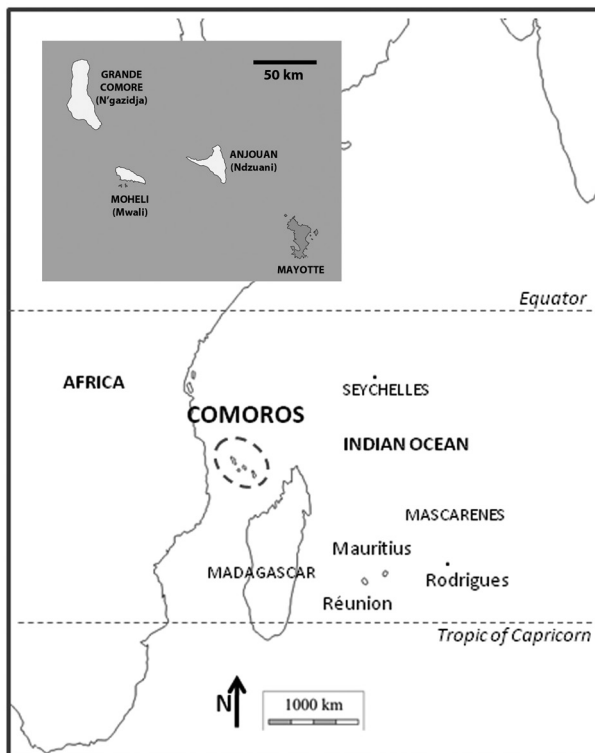 GRANDE
COMORE
(N'gazidja)
50 km
ANJOUAN
(Ndzuani)
MOHELI
(Mwali)
MAYOTTE
Equator
AFRICA
SEYCHELLES
COMOROS
INDIAN OCEAN
MASCARENES
Mauritius
MADAGASCAR
Rodrigues
Réunion
Tropic of Capricorn
N
1000 km